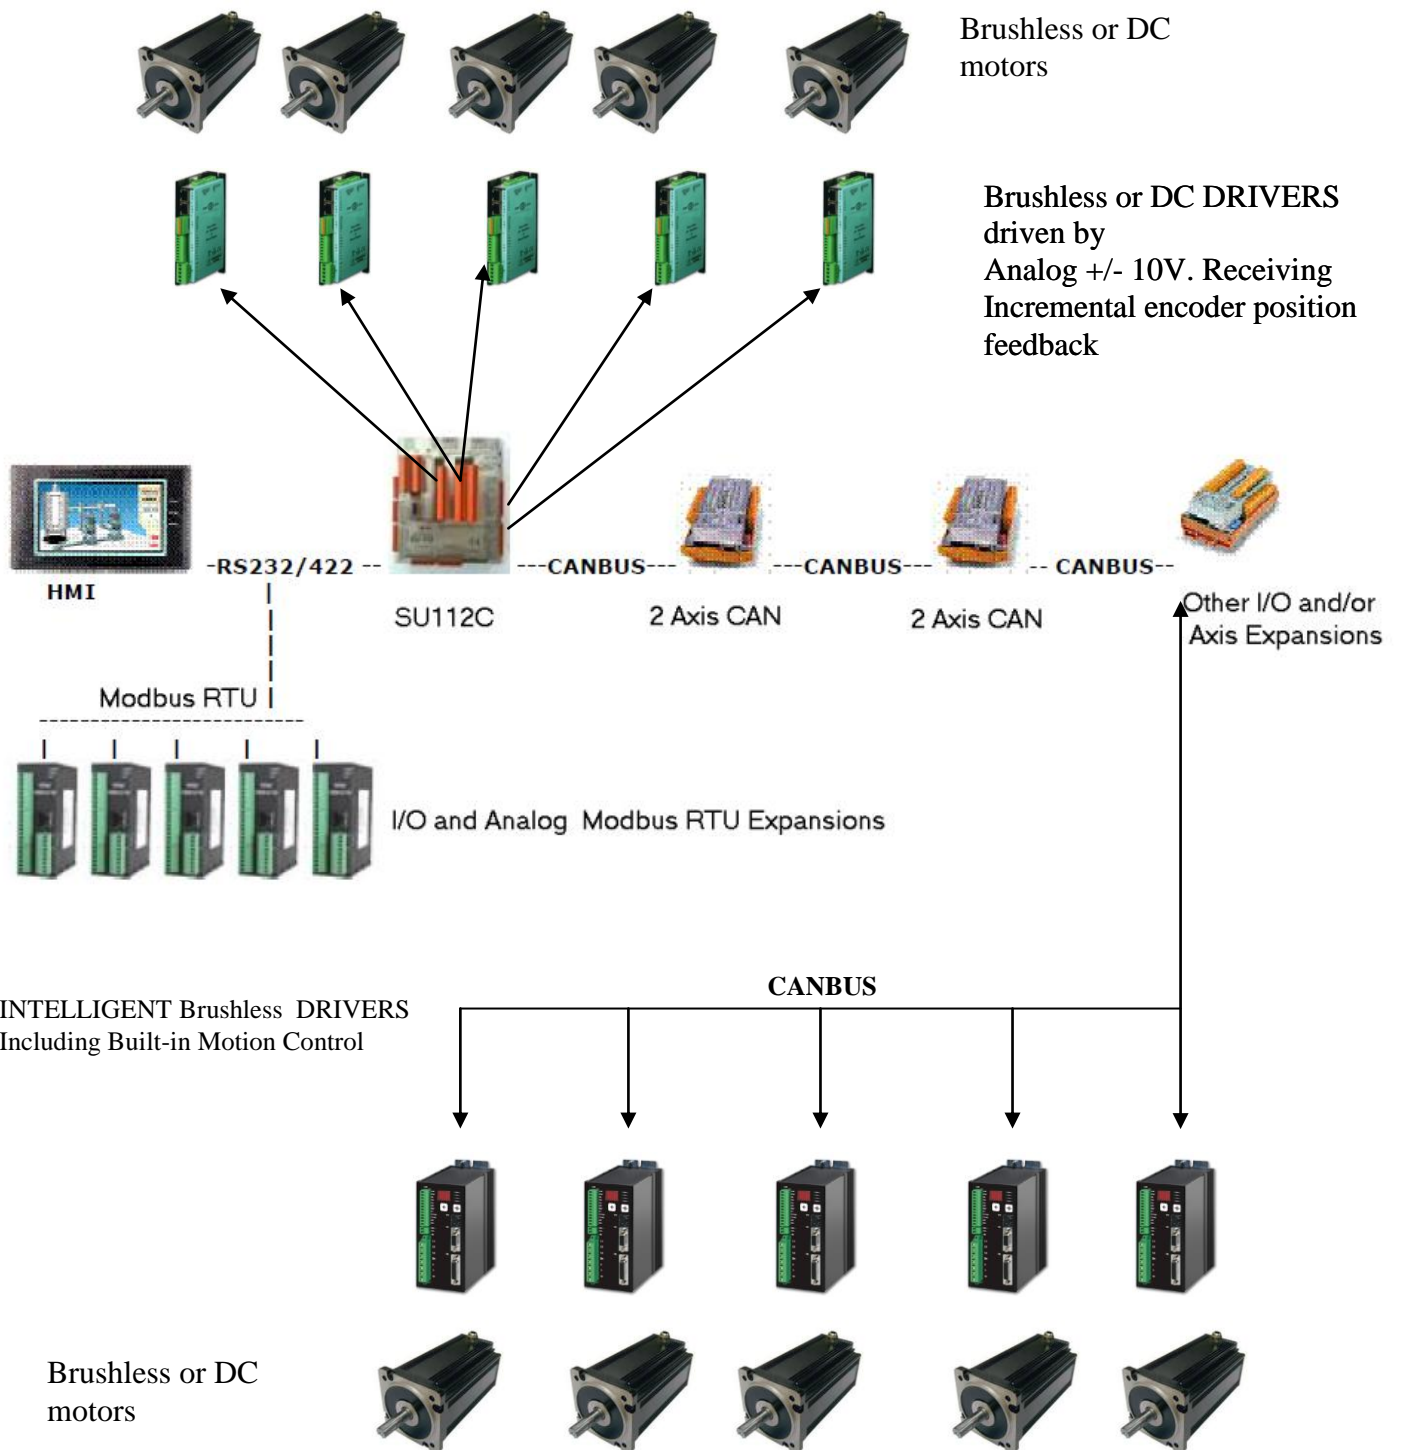 Brushless or DC
motors
Brushless or DC DRIVERS
driven by
Analog +/- 10V. Receiving
Incremental encoder position
feedback
-RS232/422 --
---CANBUS---
---CANBUS---
-- CANBUS--
HMI
SU112C
2 Axis CAN
2 Axis CAN
Other I/O and/or
Axis Expansions
Modbus RTU
I/O and Analog Modbus RTU Expansions
CANBUS
INTELLIGENT Brushless DRIVERS
Including Built-in Motion Control
Brushless or DC
motors